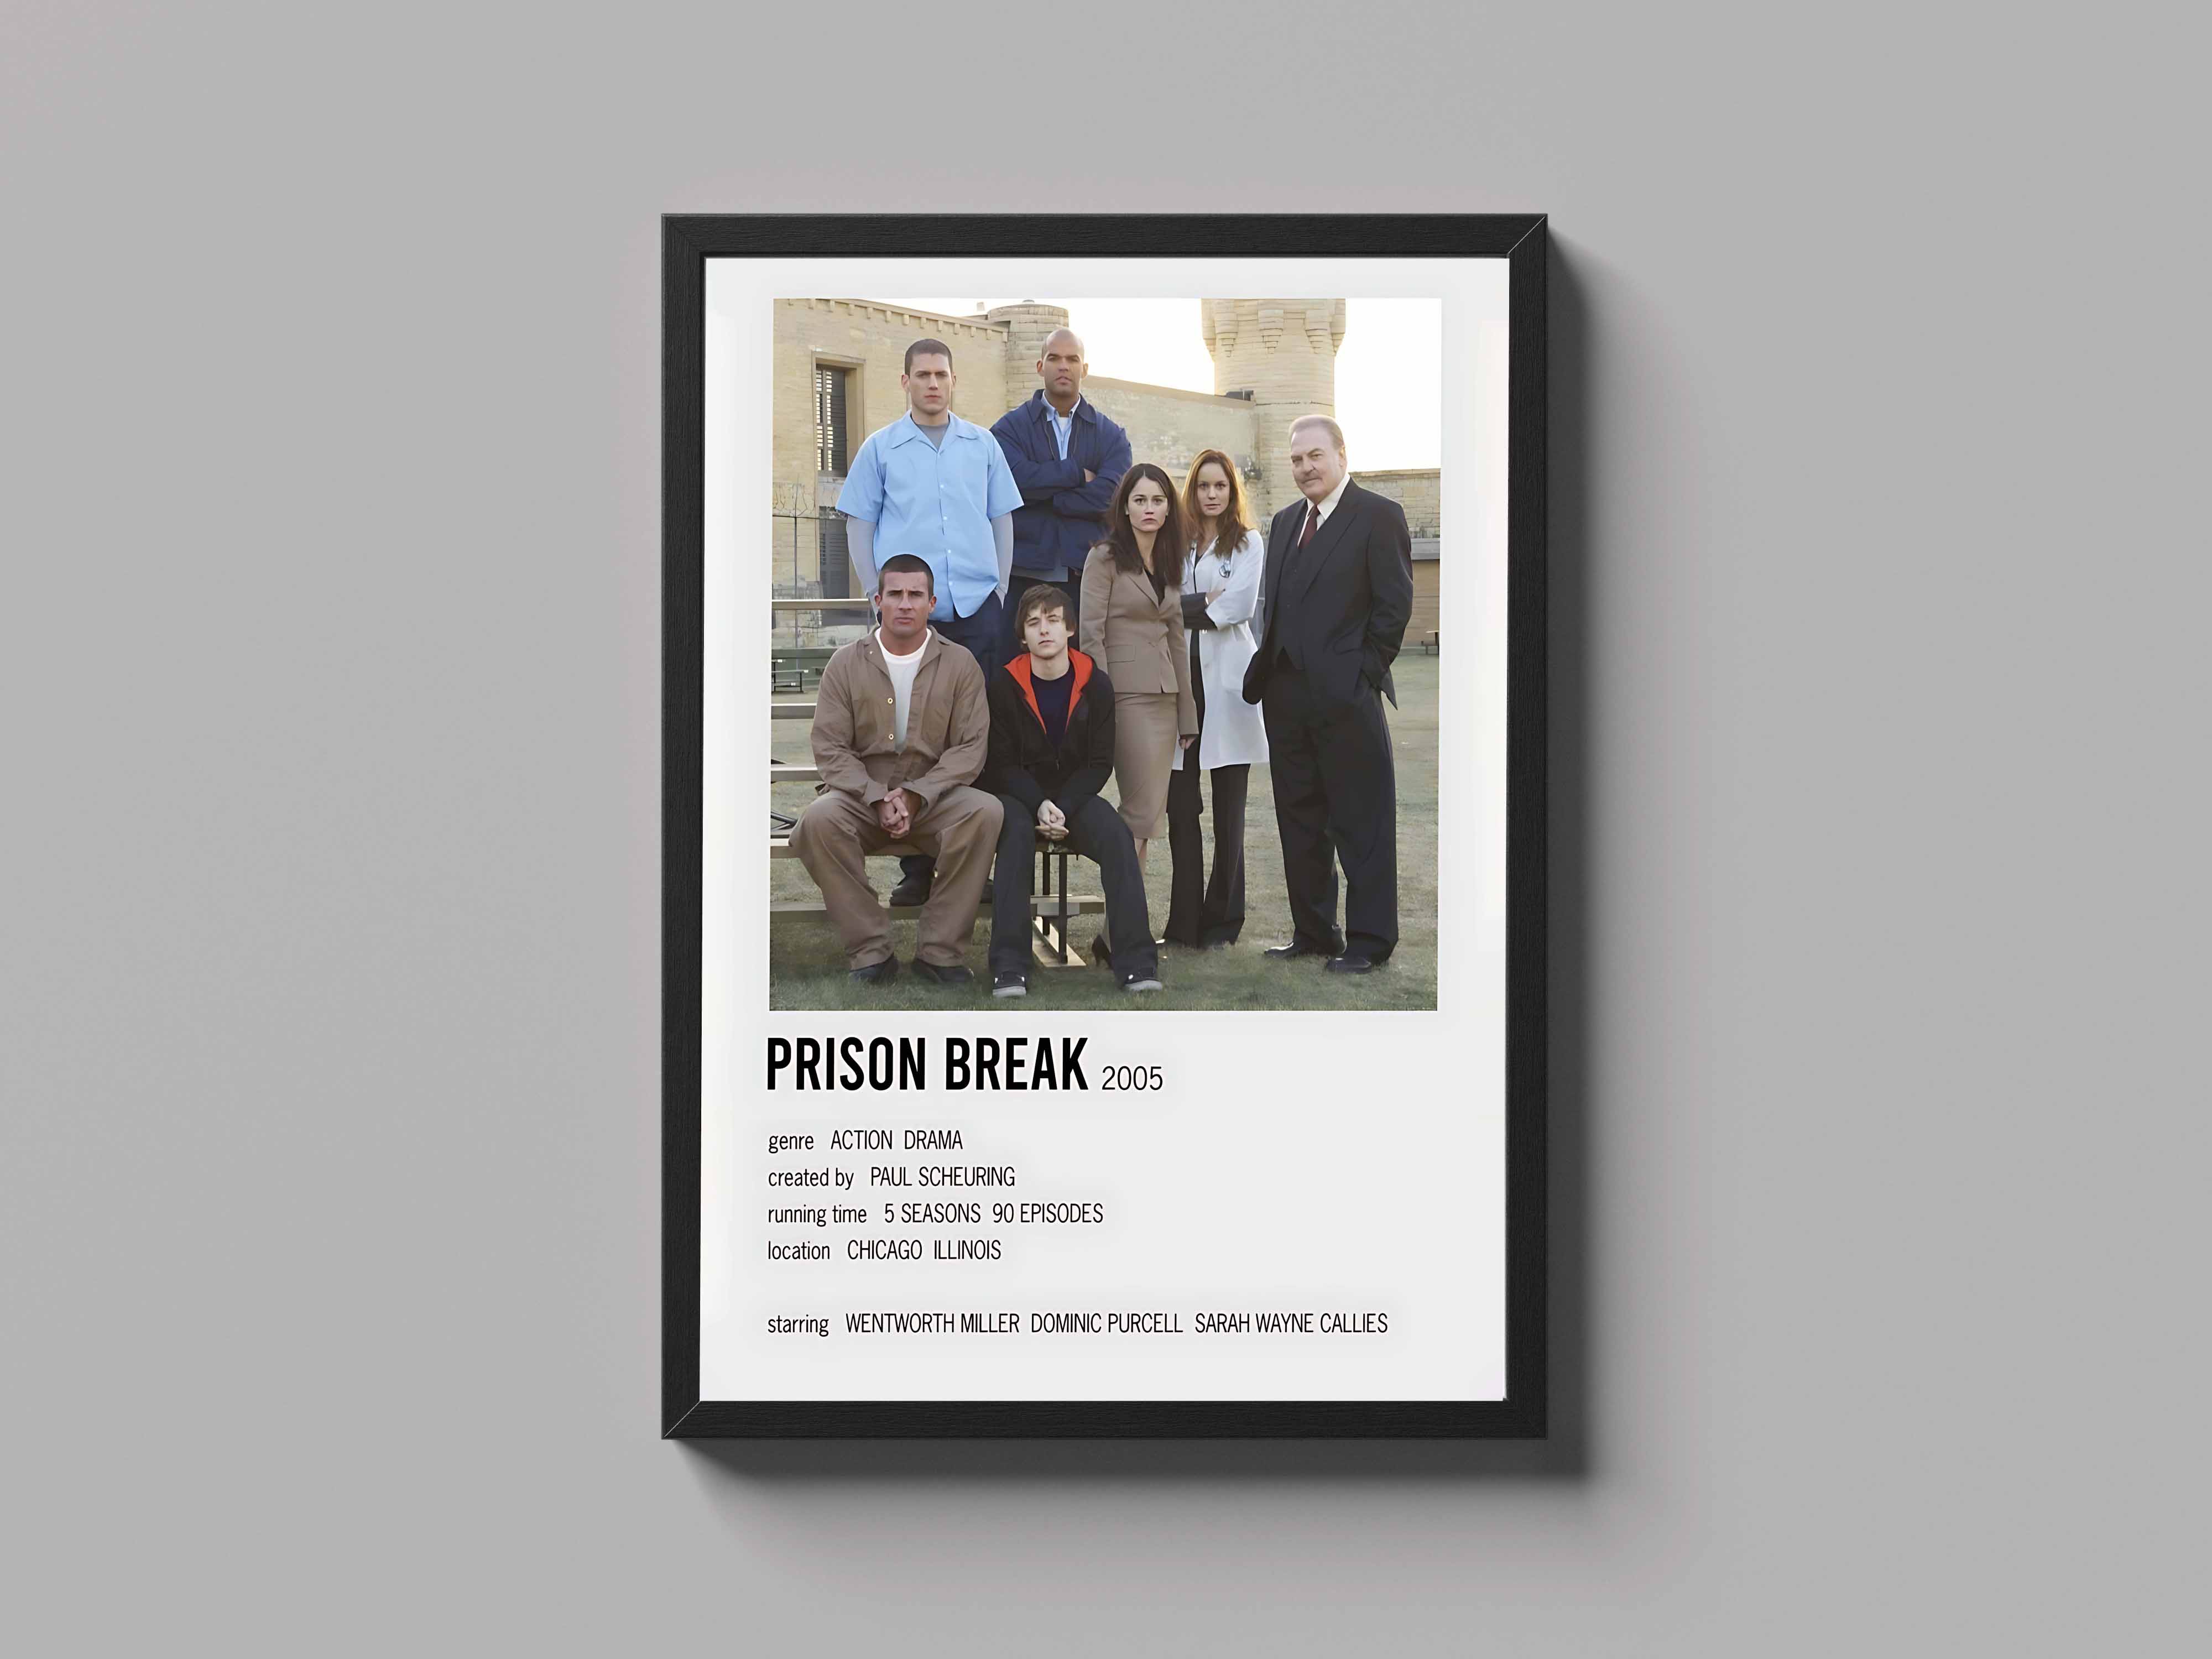 PRISON BREAK 2005
genre ACTION DRAMA
created by PAUL SCHEURING
running time 5 SEASONS 90 EPISODES
location CHICAGO ILLINOIS
starring WENTWORTH MILLER DOMINIC PURCELL SARAH WAYNE CALLIES